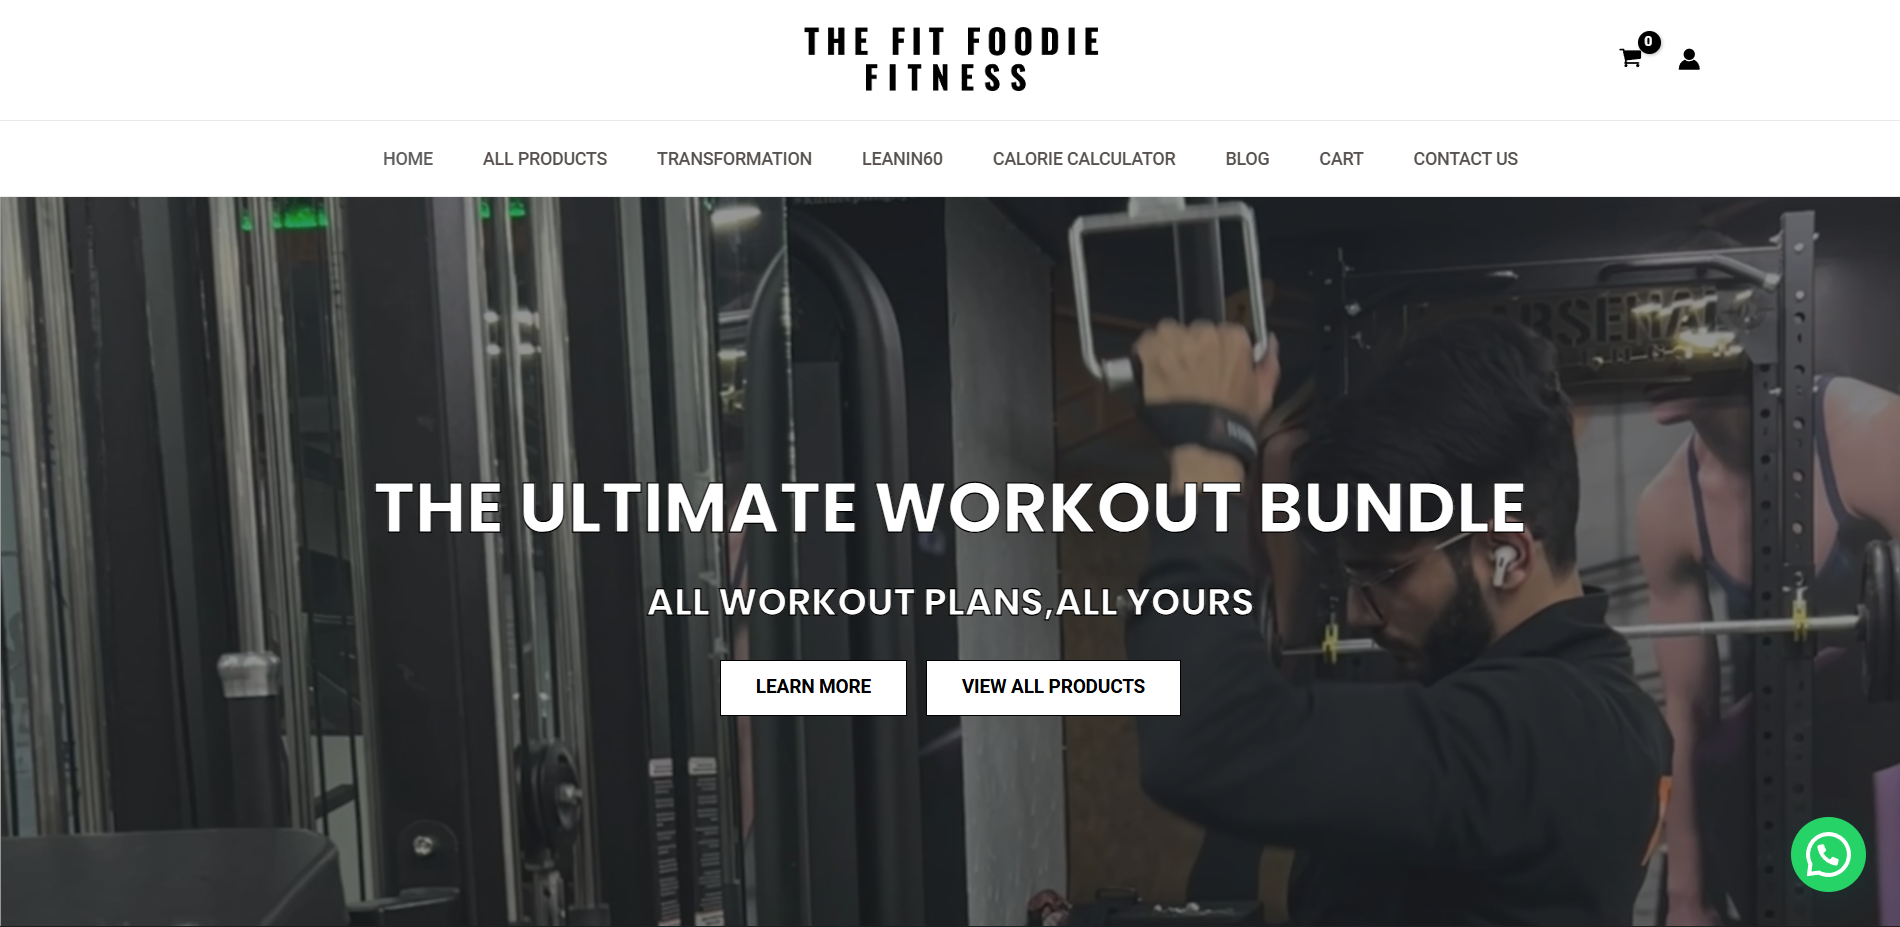 THE FIT FOODIE
FITNESS
0
HOME
ALL PRODUCTS
TRANSFORMATION
LEANIN60
CALORIE CALCULATOR
BLOG
CART
CONTACT US
ARSENAL
THE ULTIMATE WORKOUT BUNDLE
ALL WORKOUT PLANS,ALL YOURS
LEARN MORE
VIEW ALL PRODUCTS